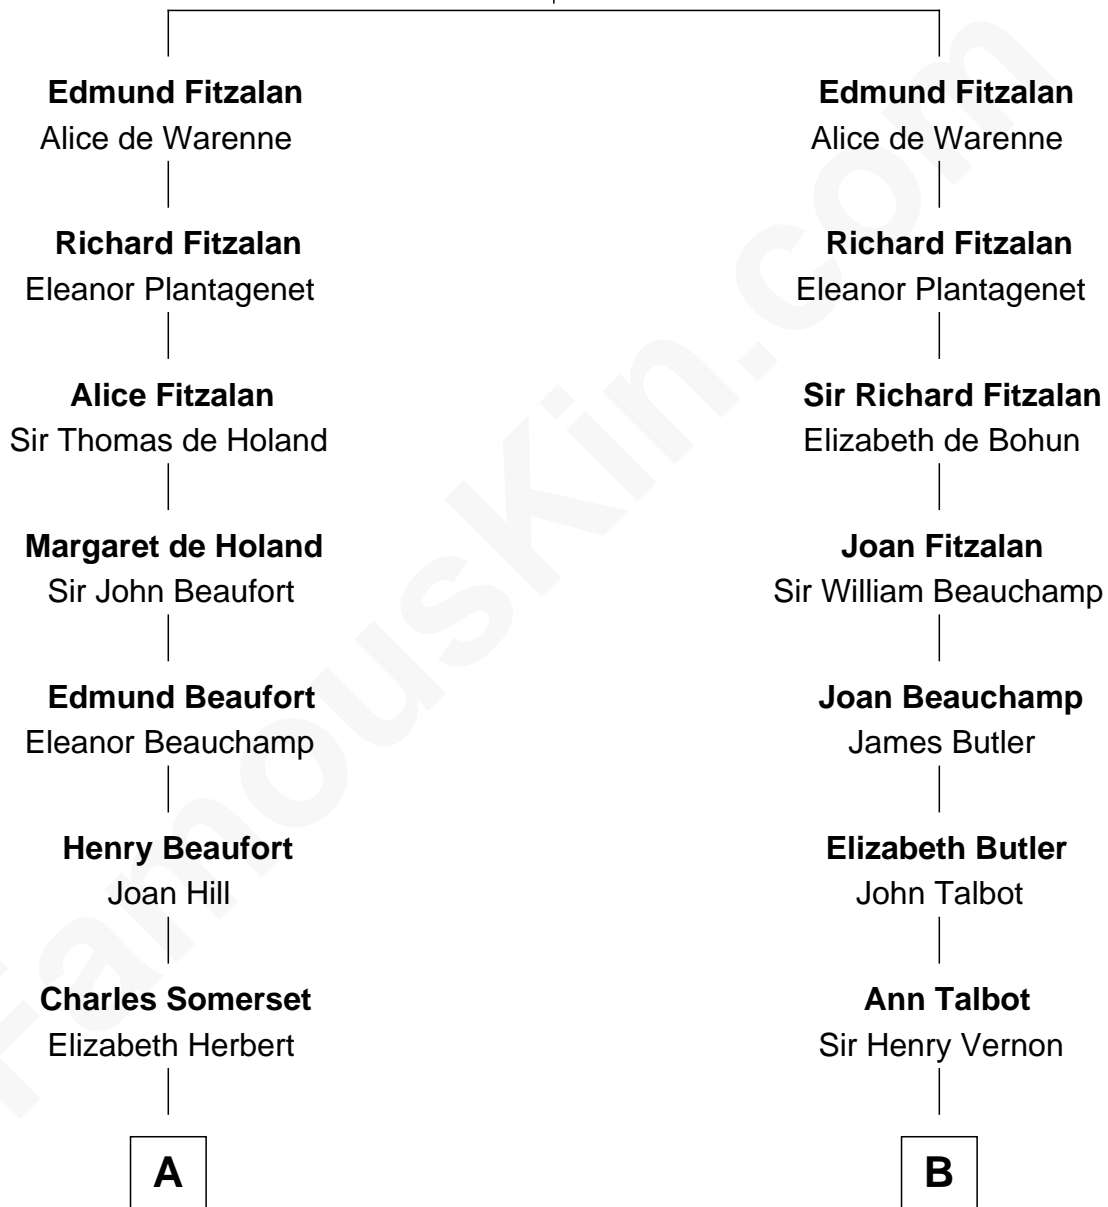 Edmund Fitzalan
Alice de Warenne
Richard Fitzalan
Eleanor Plantagenet
Alice Fitzalan
Sir Thomas de Holand
Margaret de Holand
Sir John Beaufort
Edmund Beaufort
Eleanor Beauchamp
Henry Beaufort
Joan Hill
Charles Somerset
Elizabeth Herbert
A
Edmund Fitzalan
Alice de Warenne
Richard Fitzalan
Eleanor Plantagenet
Sir Richard Fitzalan
Elizabeth de Bohun
Joan Fitzalan
Sir William Beauchamp
Joan Beauchamp
James Butler
Elizabeth Butler
John Talbot
Ann Talbot
Sir Henry Vernon
B
FamousKin.com